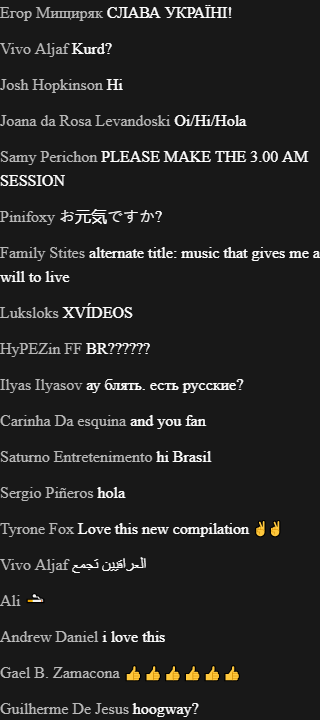 Егор Мищиряк СЛАВА УКРАЇНІ!
Vivo Aljaf Kurd?
Josh Hopkinson Hi
Joana da Rosa Levandoski Oi/Hi/Hola
Samy Perichon PLEASE MAKE THE 3.00 AM
SESSION
Pinifoxy お元気ですか?
Family Stites alternate title: music that gives me a
will to live
Luksloks XVÍDEOS
HyPEZin FF BR??????
Ilyas Ilyasov ау блять. есть русские?
Carinha Da esquina and you fan
Saturno Entretenimento hi Brasil
Sergio Piñeros hola
Tyrone Fox Love this new compilation ✌️✌️
Vivo Aljaf العراقيين تجمع
Ali 🚬
Andrew Daniel i love this
Gael B. Zamacona 👍👍👍👍👍👍
Guilherme De Jesus hoogway?